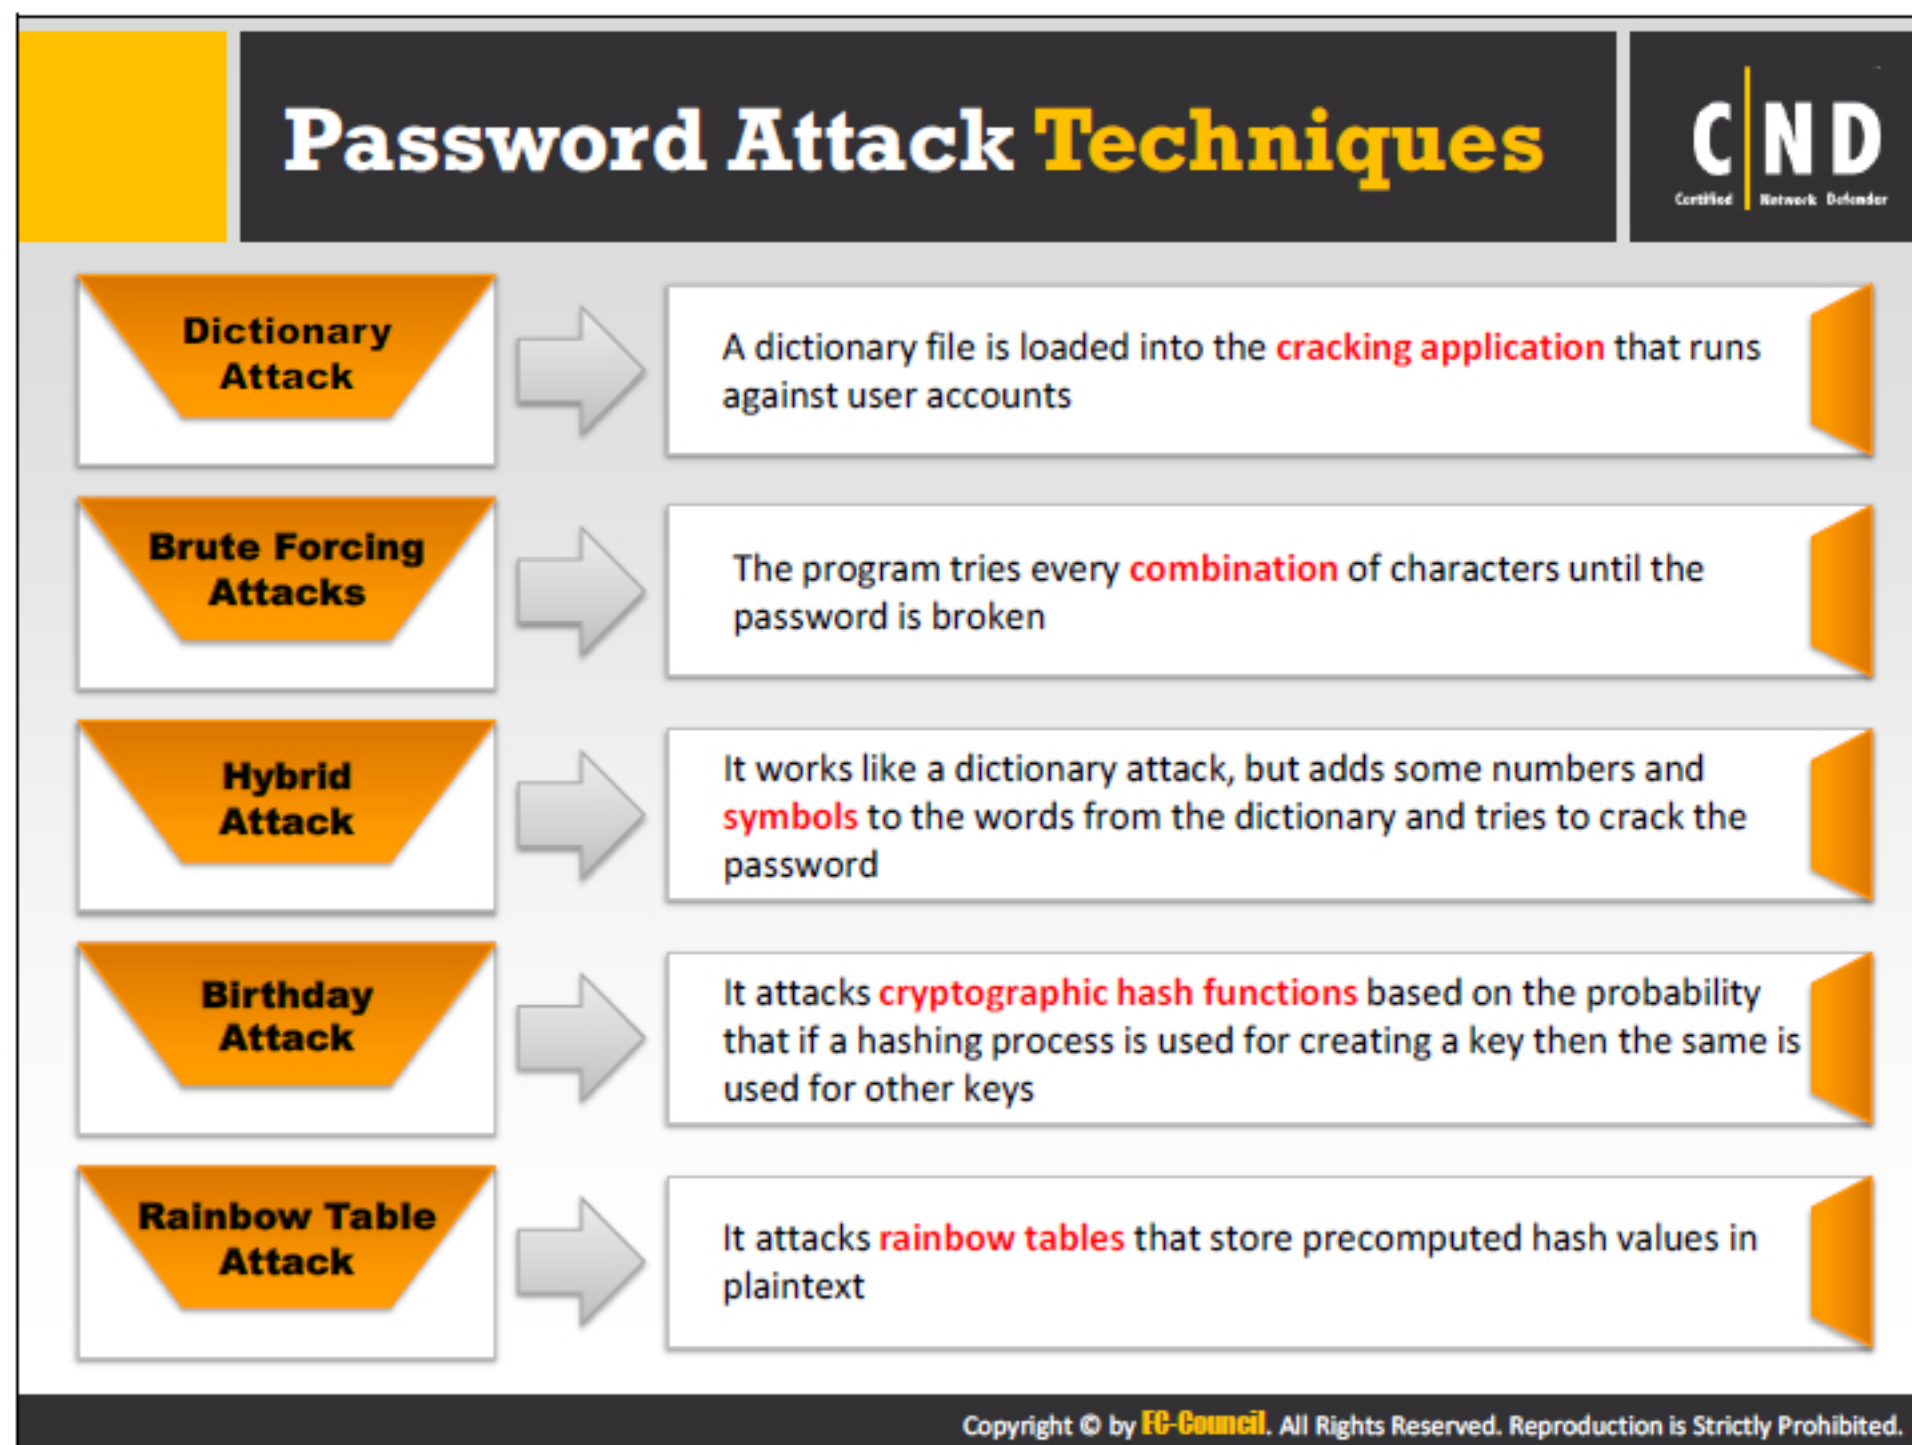 Password Attack Techniques
C|ND
Certified Network Defender
Dictionary
Attack
A dictionary file is loaded into the cracking application that runs
against user accounts
Brute Forcing
Attacks
The program tries every combination of characters until the
password is broken
Hybrid
Attack
It works like a dictionary attack, but adds some numbers and
symbols to the words from the dictionary and tries to crack the
password
Birthday
Attack
It attacks cryptographic hash functions based on the probability
that if a hashing process is used for creating a key then the same is
used for other keys
Rainbow Table
Attack
It attacks rainbow tables that store precomputed hash values in
plaintext
Copyright © by EC-Council. All Rights Reserved. Reproduction is Strictly Prohibited.